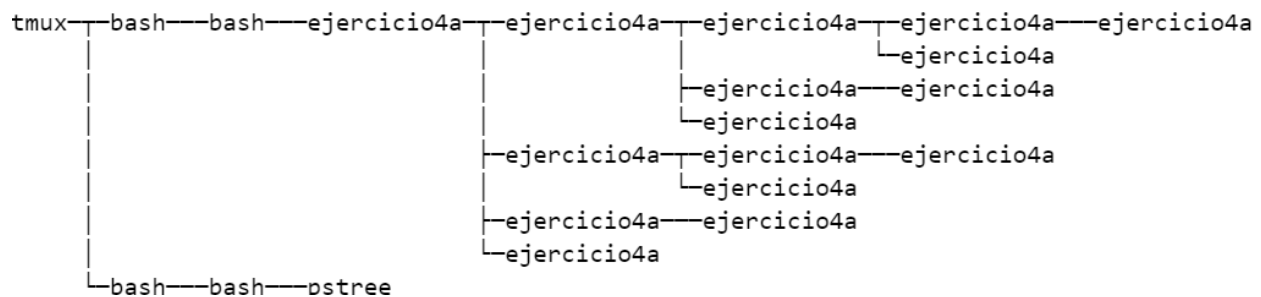 tmux─┬─bash───bash───ejercicio4a─┬─ejercicio4a─┬─ejercicio4a─┬─ejercicio4a───ejercicio4a
     │                           │             │             └─ejercicio4a
     │                           │             ├─ejercicio4a───ejercicio4a
     │                           │             └─ejercicio4a
     │                           ├─ejercicio4a─┬─ejercicio4a───ejercicio4a
     │                           │             └─ejercicio4a
     │                           ├─ejercicio4a───ejercicio4a
     │                           └─ejercicio4a
     └─bash───bash───pstree